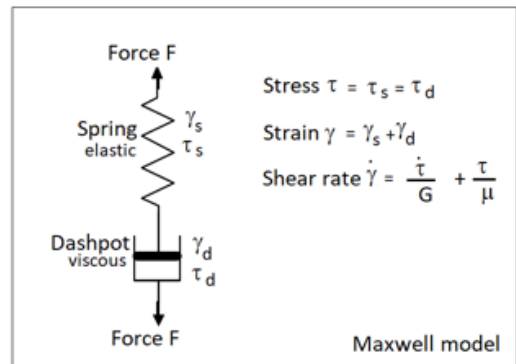 Force F
Spring
elastic
γs
τs
Dashpot
viscous
γd
τd
Force F
Stress τ = τs = τd
Strain γ = γs + γd
Shear rate γ̇ = τ̇/G + τ/μ
Maxwell model